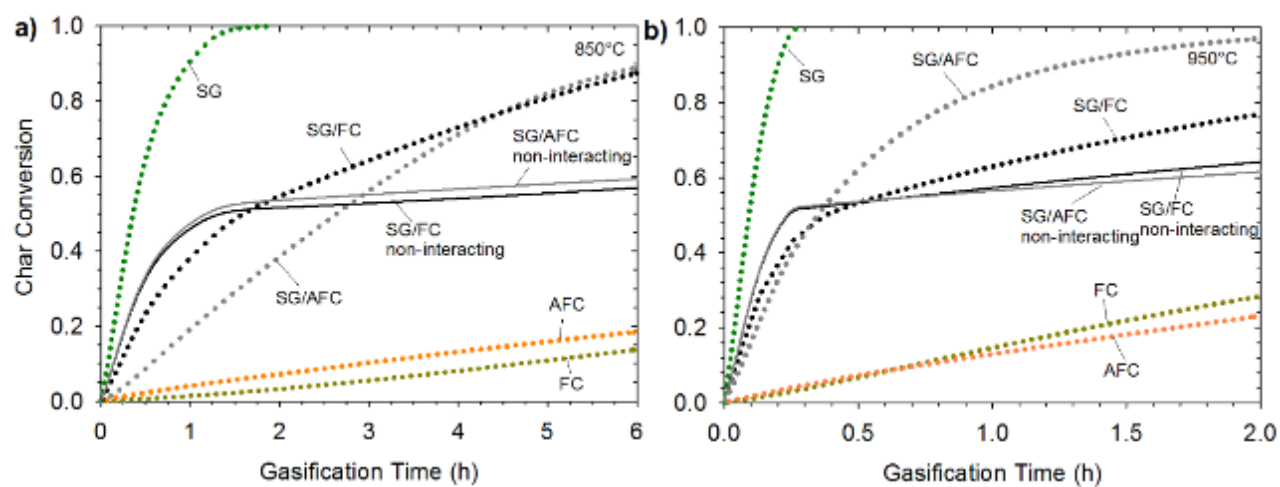 a)
1.0
0.8
0.6
0.4
0.2
0.0
Char Conversion
850°C
SG
SG/FC
SG/AFC
non-interacting
SG/FC
non-interacting
SG/AFC
AFC
FC
0
1
2
3
4
5
6
Gasification Time (h)
b)
1.0
0.8
0.6
0.4
0.2
0.0
950°C
SG
SG/AFC
SG/FC
SG/AFC
non-interacting
SG/FC
non-interacting
FC
AFC
0.0
0.5
1.0
1.5
2.0
Gasification Time (h)